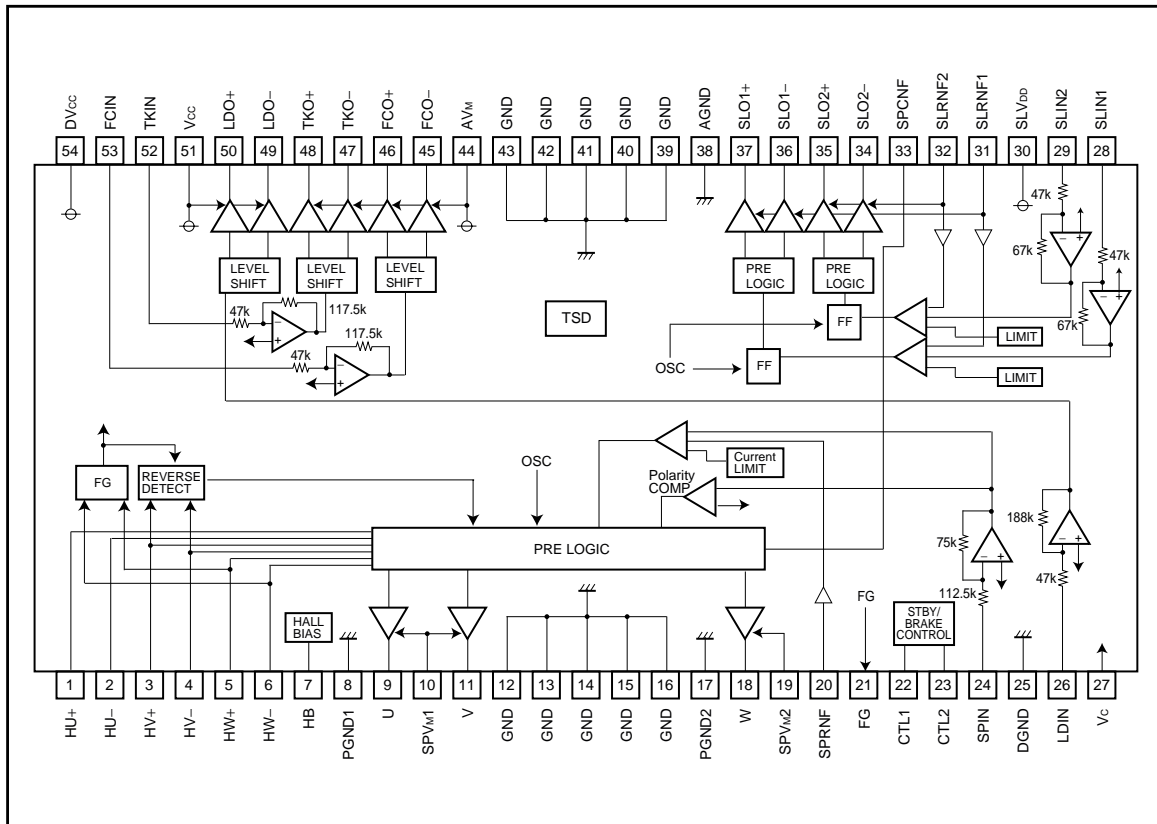 DVCC FCIN TKIN VCC LDO+ LDO− TKO+ TKO− FCO+ FCO− AVM GND GND GND GND GND AGND SLO1+ SLO1− SLO2+ SLO2− SPCNF SLRNF2 SLRNF1 SLVDD SLIN2 SLIN1
54 53 52 51 50 49 48 47 46 45 44 43 42 41 40 39 38 37 36 35 34 33 32 31 30 29 28
47k
67k
47k
67k
LEVEL SHIFT
LEVEL SHIFT
LEVEL SHIFT
PRE LOGIC
PRE LOGIC
− +
− +
47k
117.5k
− +
117.5k
47k
− +
TSD
FF
LIMIT
OSC
FF
LIMIT
FG
REVERSE DETECT
OSC
Current LIMIT
Polarity COMP
PRE LOGIC
75k
− +
112.5k
188k
− +
47k
HALL BIAS
FG
STBY/ BRAKE CONTROL
1 2 3 4 5 6 7 8 9 10 11 12 13 14 15 16 17 18 19 20 21 22 23 24 25 26 27
HU+ HU− HV+ HV− HW+ HW− HB PGND1 U SPVM1 V GND GND GND GND GND PGND2 W SPVM2 SPRNF FG CTL1 CTL2 SPIN DGND LDIN VC